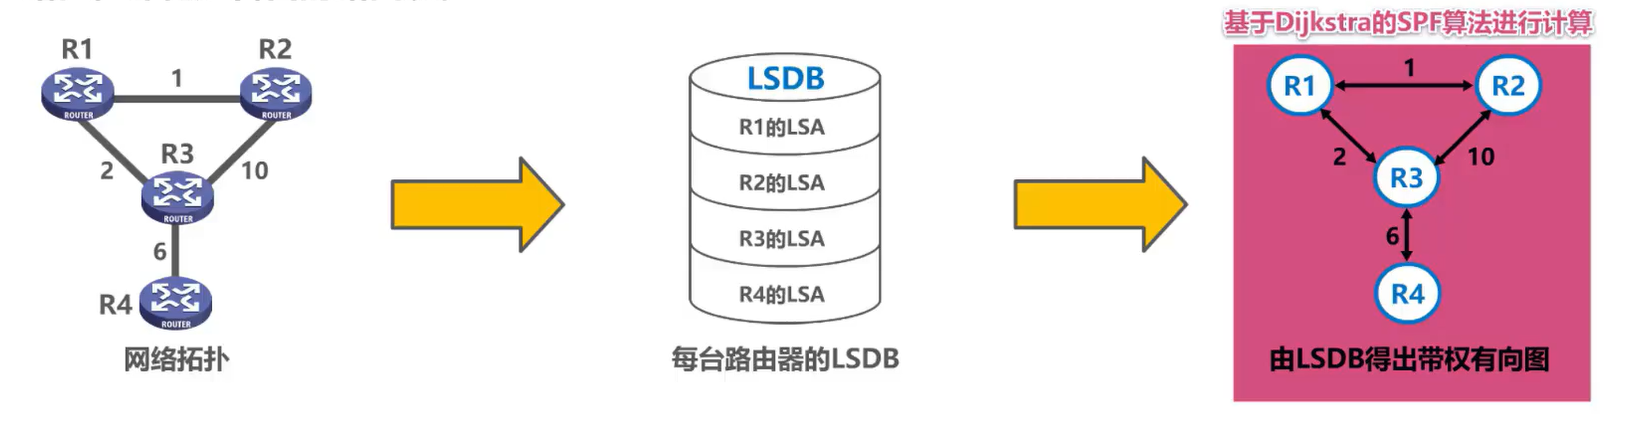 基于Dijkstra的SPF算法进行计算
R1
R2
1
ROUTER
ROUTER
R3
2
10
ROUTER
6
R4
ROUTER
网络拓扑
LSDB
R1的LSA
R2的LSA
R3的LSA
R4的LSA
每台路由器的LSDB
R1
1
R2
2
10
R3
6
R4
由LSDB得出带权有向图